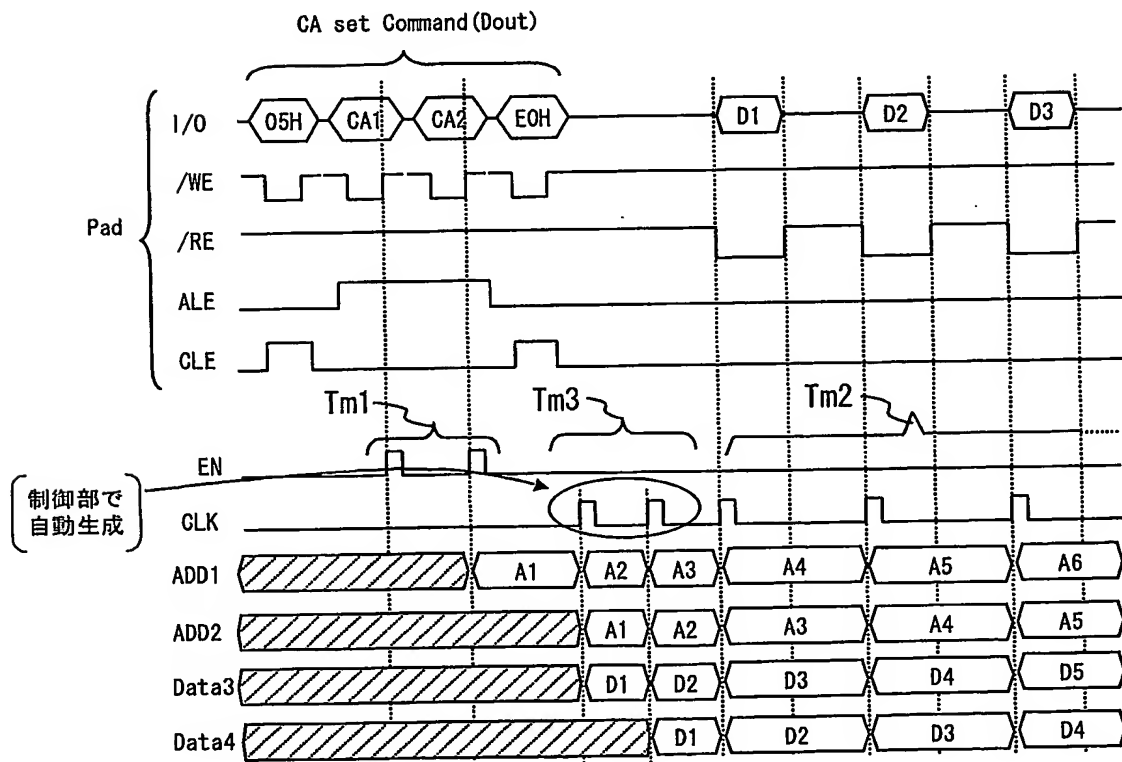 CA set Command(Dout)
I/O 05H CA1 CA2 E0H D1 D2 D3
/WE
Pad
/RE
ALE
CLE
Tm1 Tm3 Tm2
EN
制御部で
自動生成
CLK
ADD1 A1 A2 A3 A4 A5 A6
ADD2 A1 A2 A3 A4 A5
Data3 D1 D2 D3 D4 D5
Data4 D1 D2 D3 D4